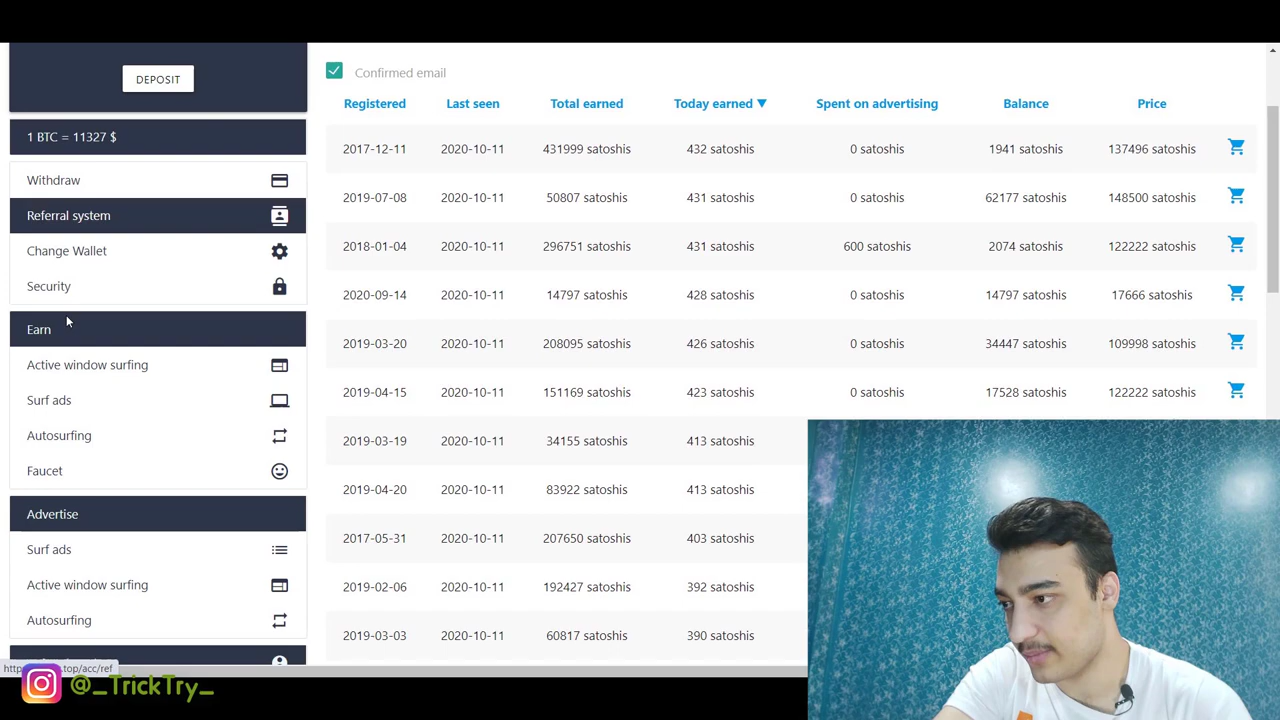 DEPOSIT
1 BTC = 11327 $
Withdraw
Referral system
Change Wallet
Security
Earn
Active window surfing
Surf ads
Autosurfing
Faucet
Advertise
Surf ads
Active window surfing
Autosurfing
.top/acc/ref
@_TrickTry_
Confirmed email
Registered Last seen Total earned Today earned ▼ Spent on advertising Balance Price
2017-12-11 2020-10-11 431999 satoshis 432 satoshis 0 satoshis 1941 satoshis 137496 satoshis
2019-07-08 2020-10-11 50807 satoshis 431 satoshis 0 satoshis 62177 satoshis 148500 satoshis
2018-01-04 2020-10-11 296751 satoshis 431 satoshis 600 satoshis 2074 satoshis 122222 satoshis
2020-09-14 2020-10-11 14797 satoshis 428 satoshis 0 satoshis 14797 satoshis 17666 satoshis
2019-03-20 2020-10-11 208095 satoshis 426 satoshis 0 satoshis 34447 satoshis 109998 satoshis
2019-04-15 2020-10-11 151169 satoshis 423 satoshis 0 satoshis 17528 satoshis 122222 satoshis
2019-03-19 2020-10-11 34155 satoshis 413 satoshis
2019-04-20 2020-10-11 83922 satoshis 413 satoshis
2017-05-31 2020-10-11 207650 satoshis 403 satoshis
2019-02-06 2020-10-11 192427 satoshis 392 satoshis
2019-03-03 2020-10-11 60817 satoshis 390 satoshis